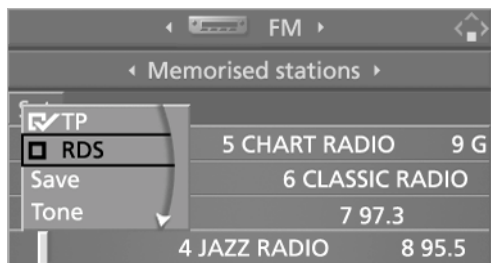 FM
Memorised stations
TP
RDS 5 CHART RADIO 9 G
Save 6 CLASSIC RADIO
Tone 7 97.3
4 JAZZ RADIO 8 95.5